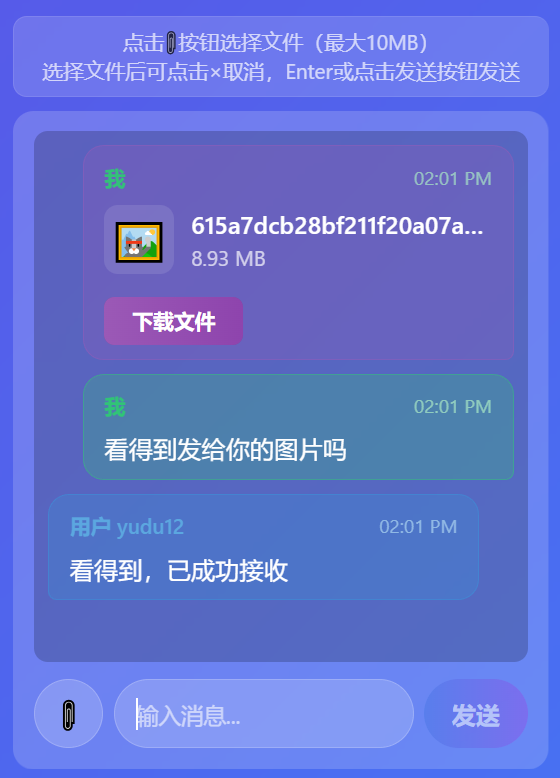 点击📎按钮选择文件（最大10MB）
选择文件后可点击×取消，Enter或点击发送按钮发送
我 02:01 PM
615a7dcb28bf211f20a07a...
8.93 MB
下载文件
我 02:01 PM
看得到发给你的图片吗
用户 yudu12 02:01 PM
看得到，已成功接收
输入消息...
发送